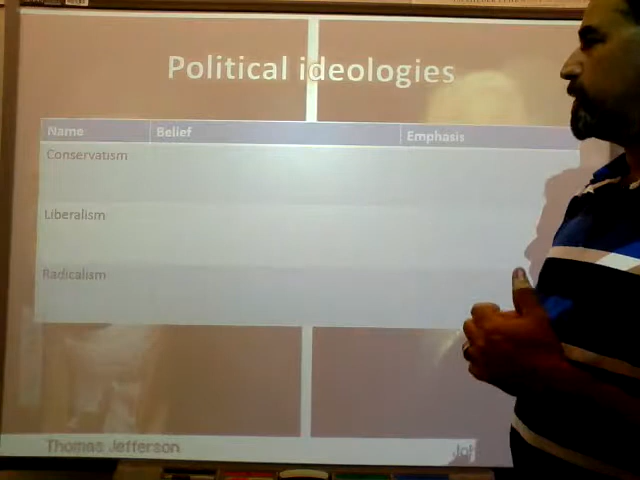 Political ideologies
Name Belief Emphasis
Conservatism
Liberalism
Radicalism
Thomas Jefferson